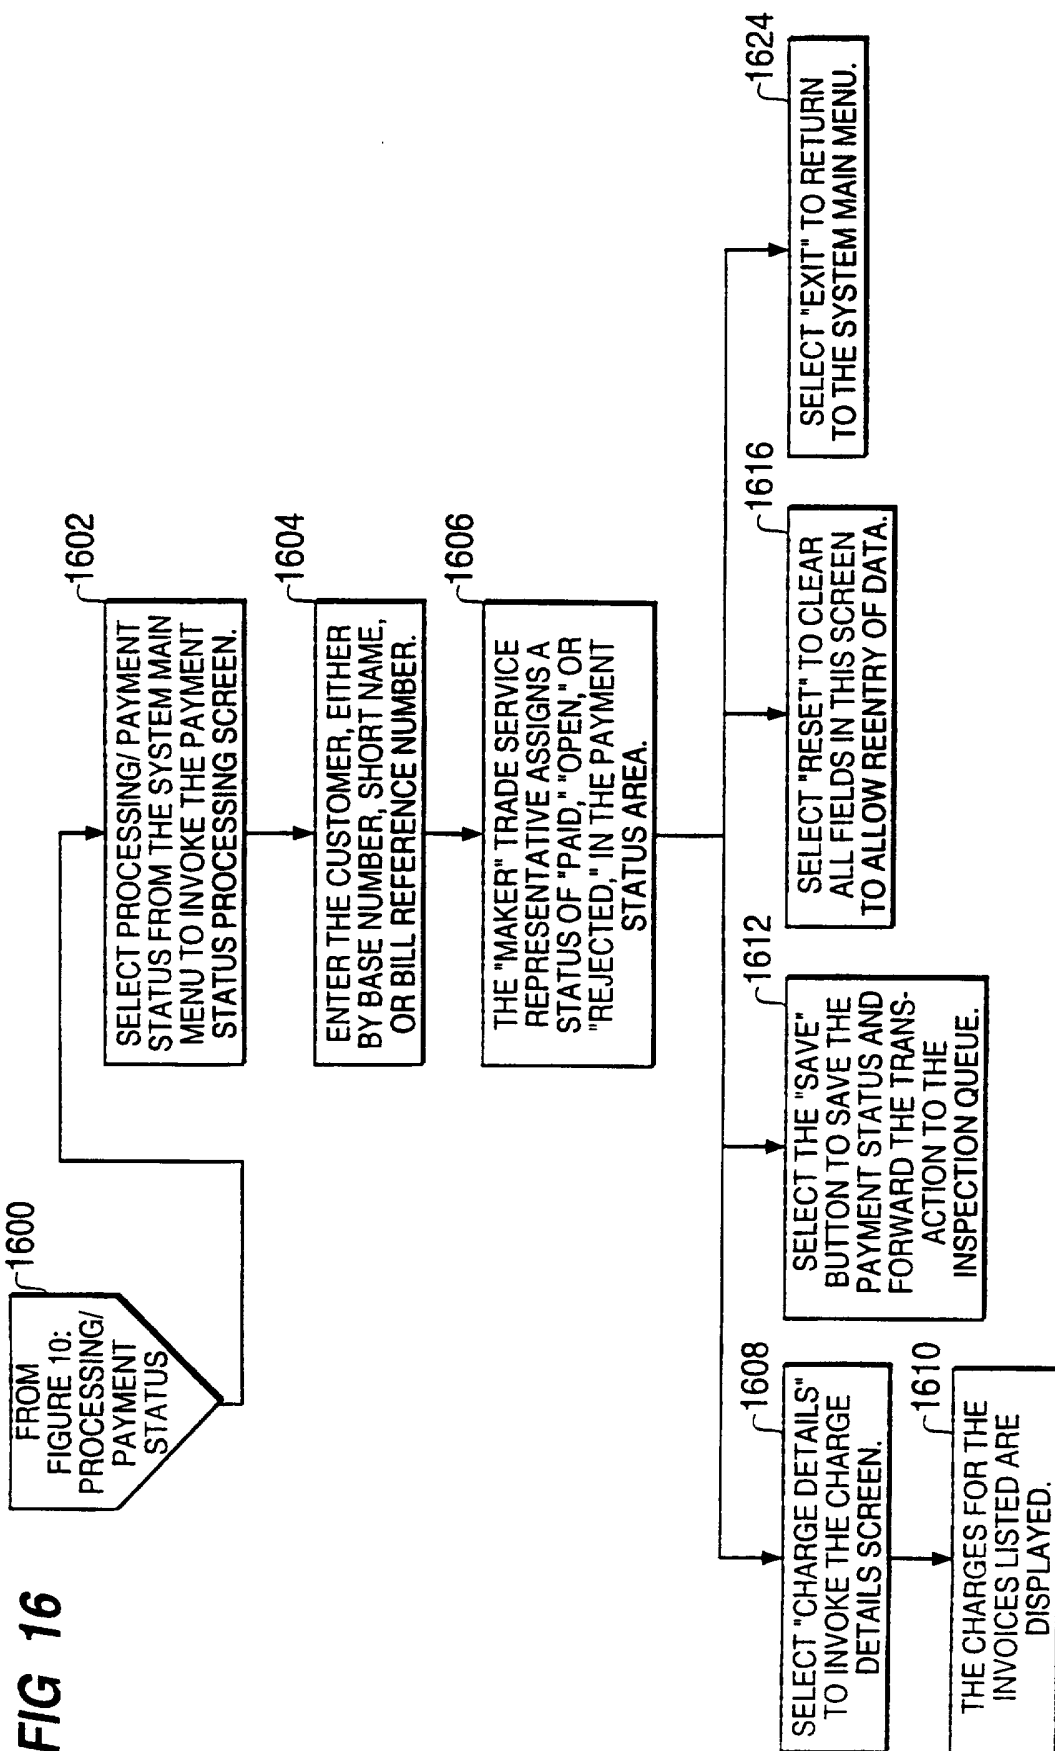 FIG 16
FROM
FIGURE 10:
PROCESSING/
PAYMENT
STATUS
1600
SELECT PROCESSING/ PAYMENT
STATUS FROM THE SYSTEM MAIN
MENU TO INVOKE THE PAYMENT
STATUS PROCESSING SCREEN.
1602
ENTER THE CUSTOMER, EITHER
BY BASE NUMBER, SHORT NAME,
OR BILL REFERENCE NUMBER.
1604
THE "MAKER" TRADE SERVICE
REPRESENTATIVE ASSIGNS A
STATUS OF "PAID," "OPEN," OR
"REJECTED," IN THE PAYMENT
STATUS AREA.
1606
SELECT "CHARGE DETAILS"
TO INVOKE THE CHARGE
DETAILS SCREEN.
1608
THE CHARGES FOR THE
INVOICES LISTED ARE
DISPLAYED.
1610
SELECT THE "SAVE"
BUTTON TO SAVE THE
PAYMENT STATUS AND
FORWARD THE TRANS-
ACTION TO THE
INSPECTION QUEUE.
1612
SELECT "RESET" TO CLEAR
ALL FIELDS IN THIS SCREEN
TO ALLOW REENTRY OF DATA.
1616
SELECT "EXIT" TO RETURN
TO THE SYSTEM MAIN MENU.
1624